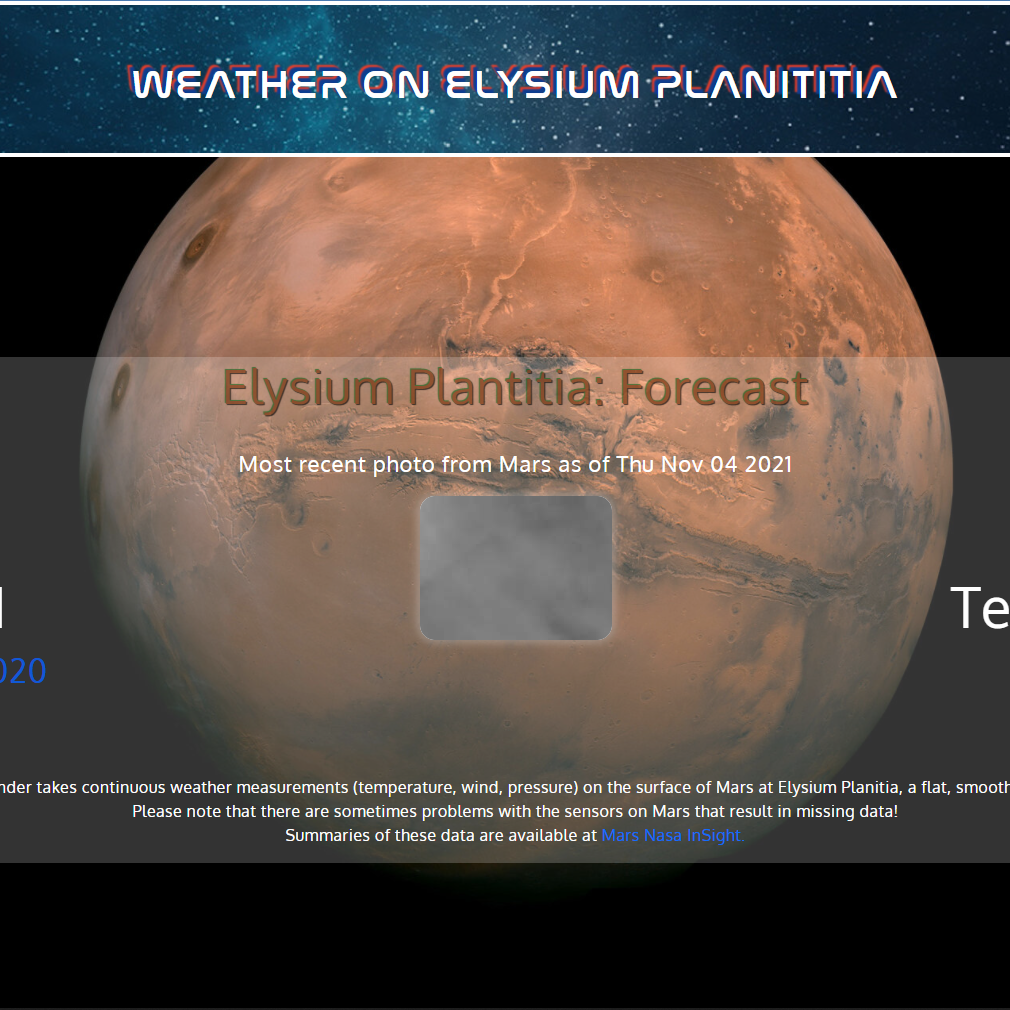 WEATHER ON ELYSIUM PLANITITIA
Elysium Plantitia: Forecast
Most recent photo from Mars as of Thu Nov 04 2021
Te
020
nder takes continuous weather measurements (temperature, wind, pressure) on the surface of Mars at Elysium Planitia, a flat, smooth
Please note that there are sometimes problems with the sensors on Mars that result in missing data!
Summaries of these data are available at Mars Nasa InSight.